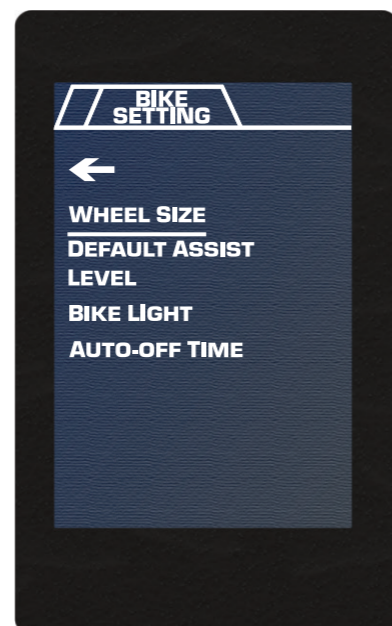 BIKE
SETTING
WHEEL SIZE
DEFAULT ASSIST
LEVEL
BIKE LIGHT
AUTO-OFF TIME